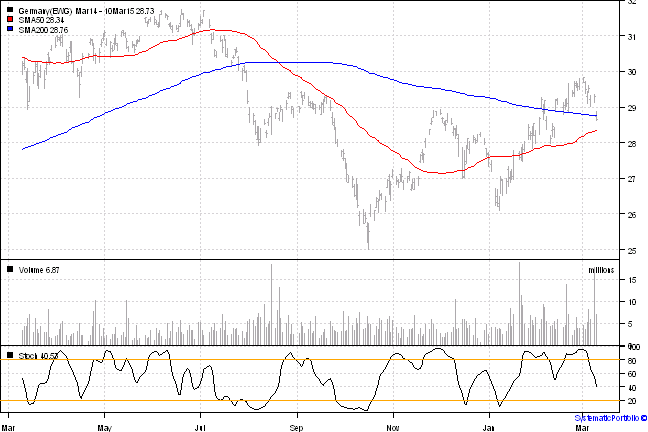 Germany(EWG) Mar14 - 10Mar15 28.73
SMA50 28.34
SMA200 28.76
32
31
30
29
28
27
26
25
Volume 6.87
millions
15
10
5
0
Stoch 40.53
100
80
60
40
20
Mar May Jul Sep Nov Jan Mar
SystematicPortfolio ©